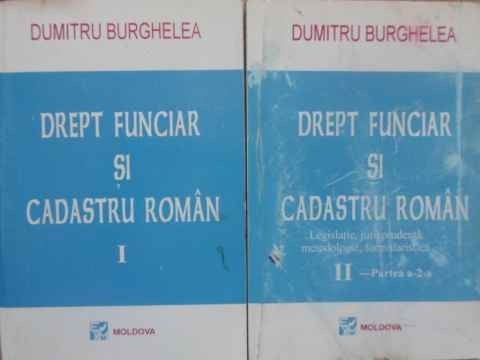 DUMITRU BURGHELEA
DREPT FUNCIAR
ȘI
CADASTRU ROMÂN
I
MOLDOVA
DUMITRU BURGHELEA
DREPT FUNCIAR
ȘI
CADASTRU ROMÂN
Legislație, jurisprudență,
metodologie, formularistică
II —Partea a-2-a
MOLDOVA